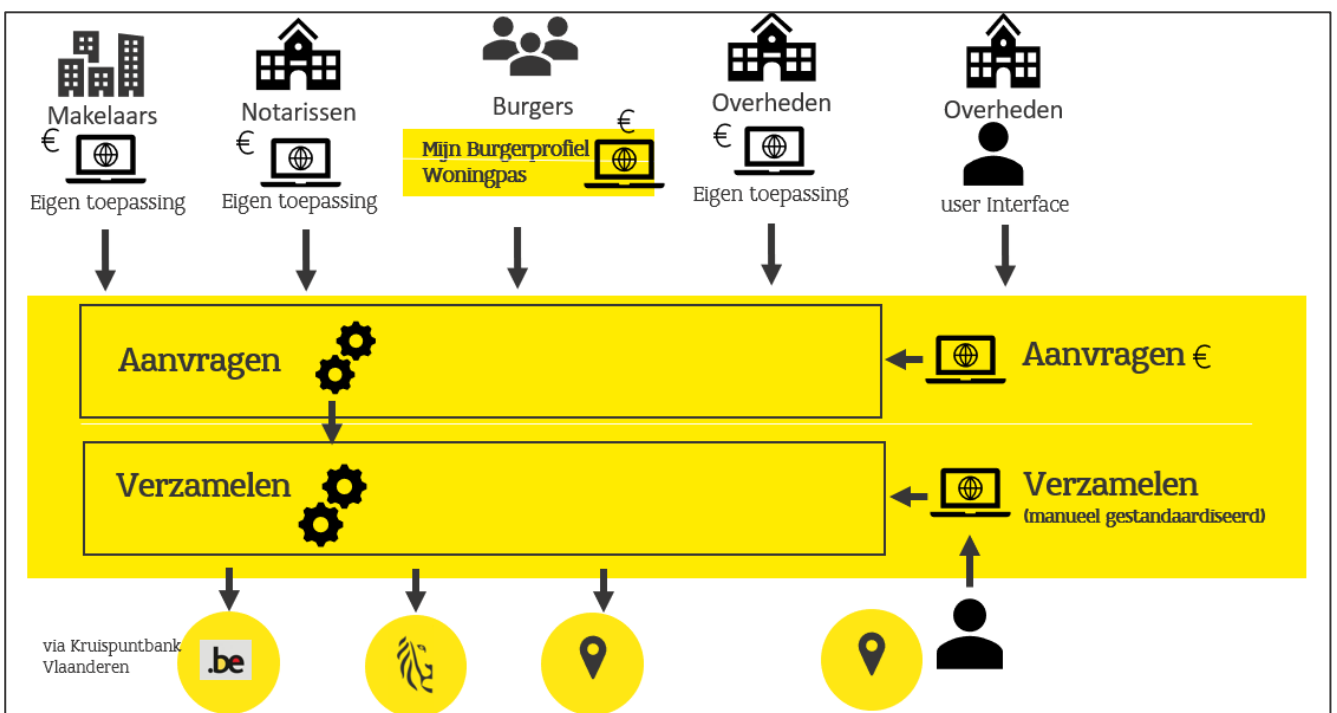 Makelaars
€
Eigen toepassing
Notarissen
€
Eigen toepassing
Burgers
€
Mijn Burgerprofiel
Woningpas
Overheden
€
Eigen toepassing
Overheden
user Interface
Aanvragen
Aanvragen €
Verzamelen
Verzamelen
(manueel gestandaardiseerd)
via Kruispuntbank
Vlaanderen
.be